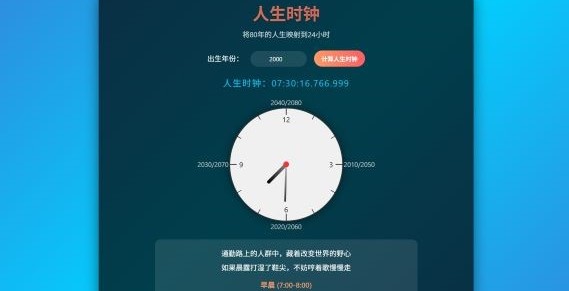 人生时钟
将80年的人生映射到24小时
出生年份： 2000 计算人生时钟
人生时钟：07:30:16.766.999
2040/2080
12
2030/2070 9 3 2010/2050
6
2020/2060
通勤路上的人群中，藏着改变世界的野心
如果晨露打湿了鞋尖，不妨哼着歌慢慢走
早晨 (7:00-8:00)